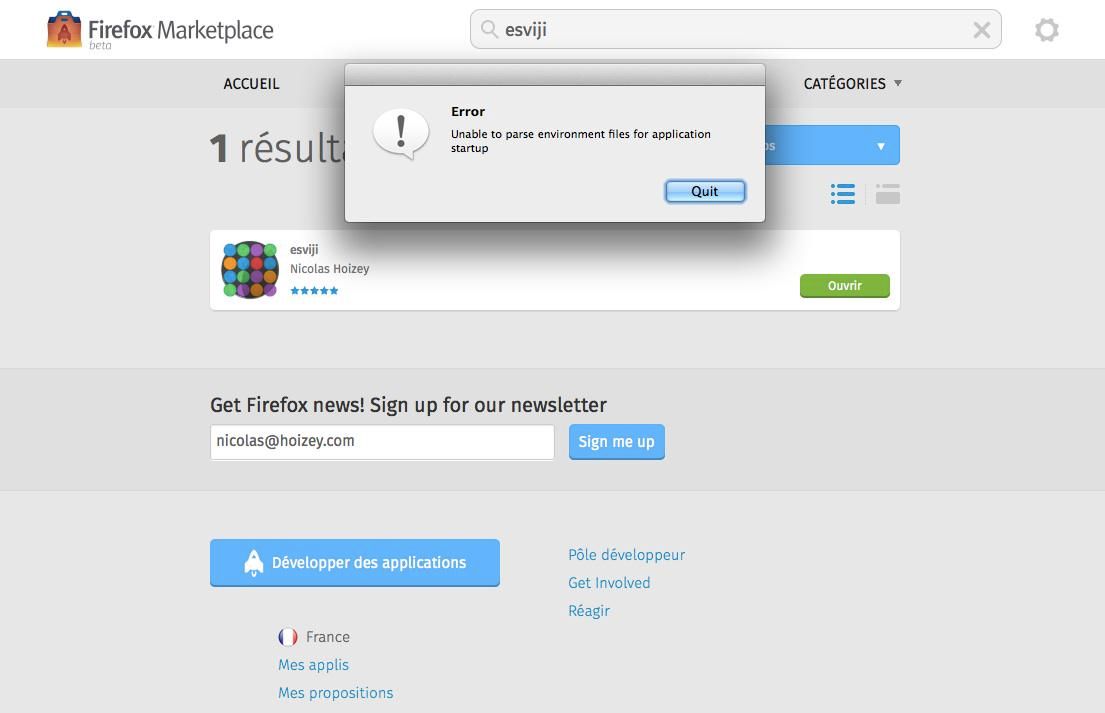 Firefox Marketplace
beta
esviji
ACCUEIL
CATÉGORIES
Error
Unable to parse environment files for application
startup
Quit
1
esviji
Nicolas Hoizey
Ouvrir
Get Firefox news! Sign up for our newsletter
nicolas@hoizey.com
Sign me up
Développer des applications
Pôle développeur
Get Involved
Réagir
France
Mes applis
Mes propositions